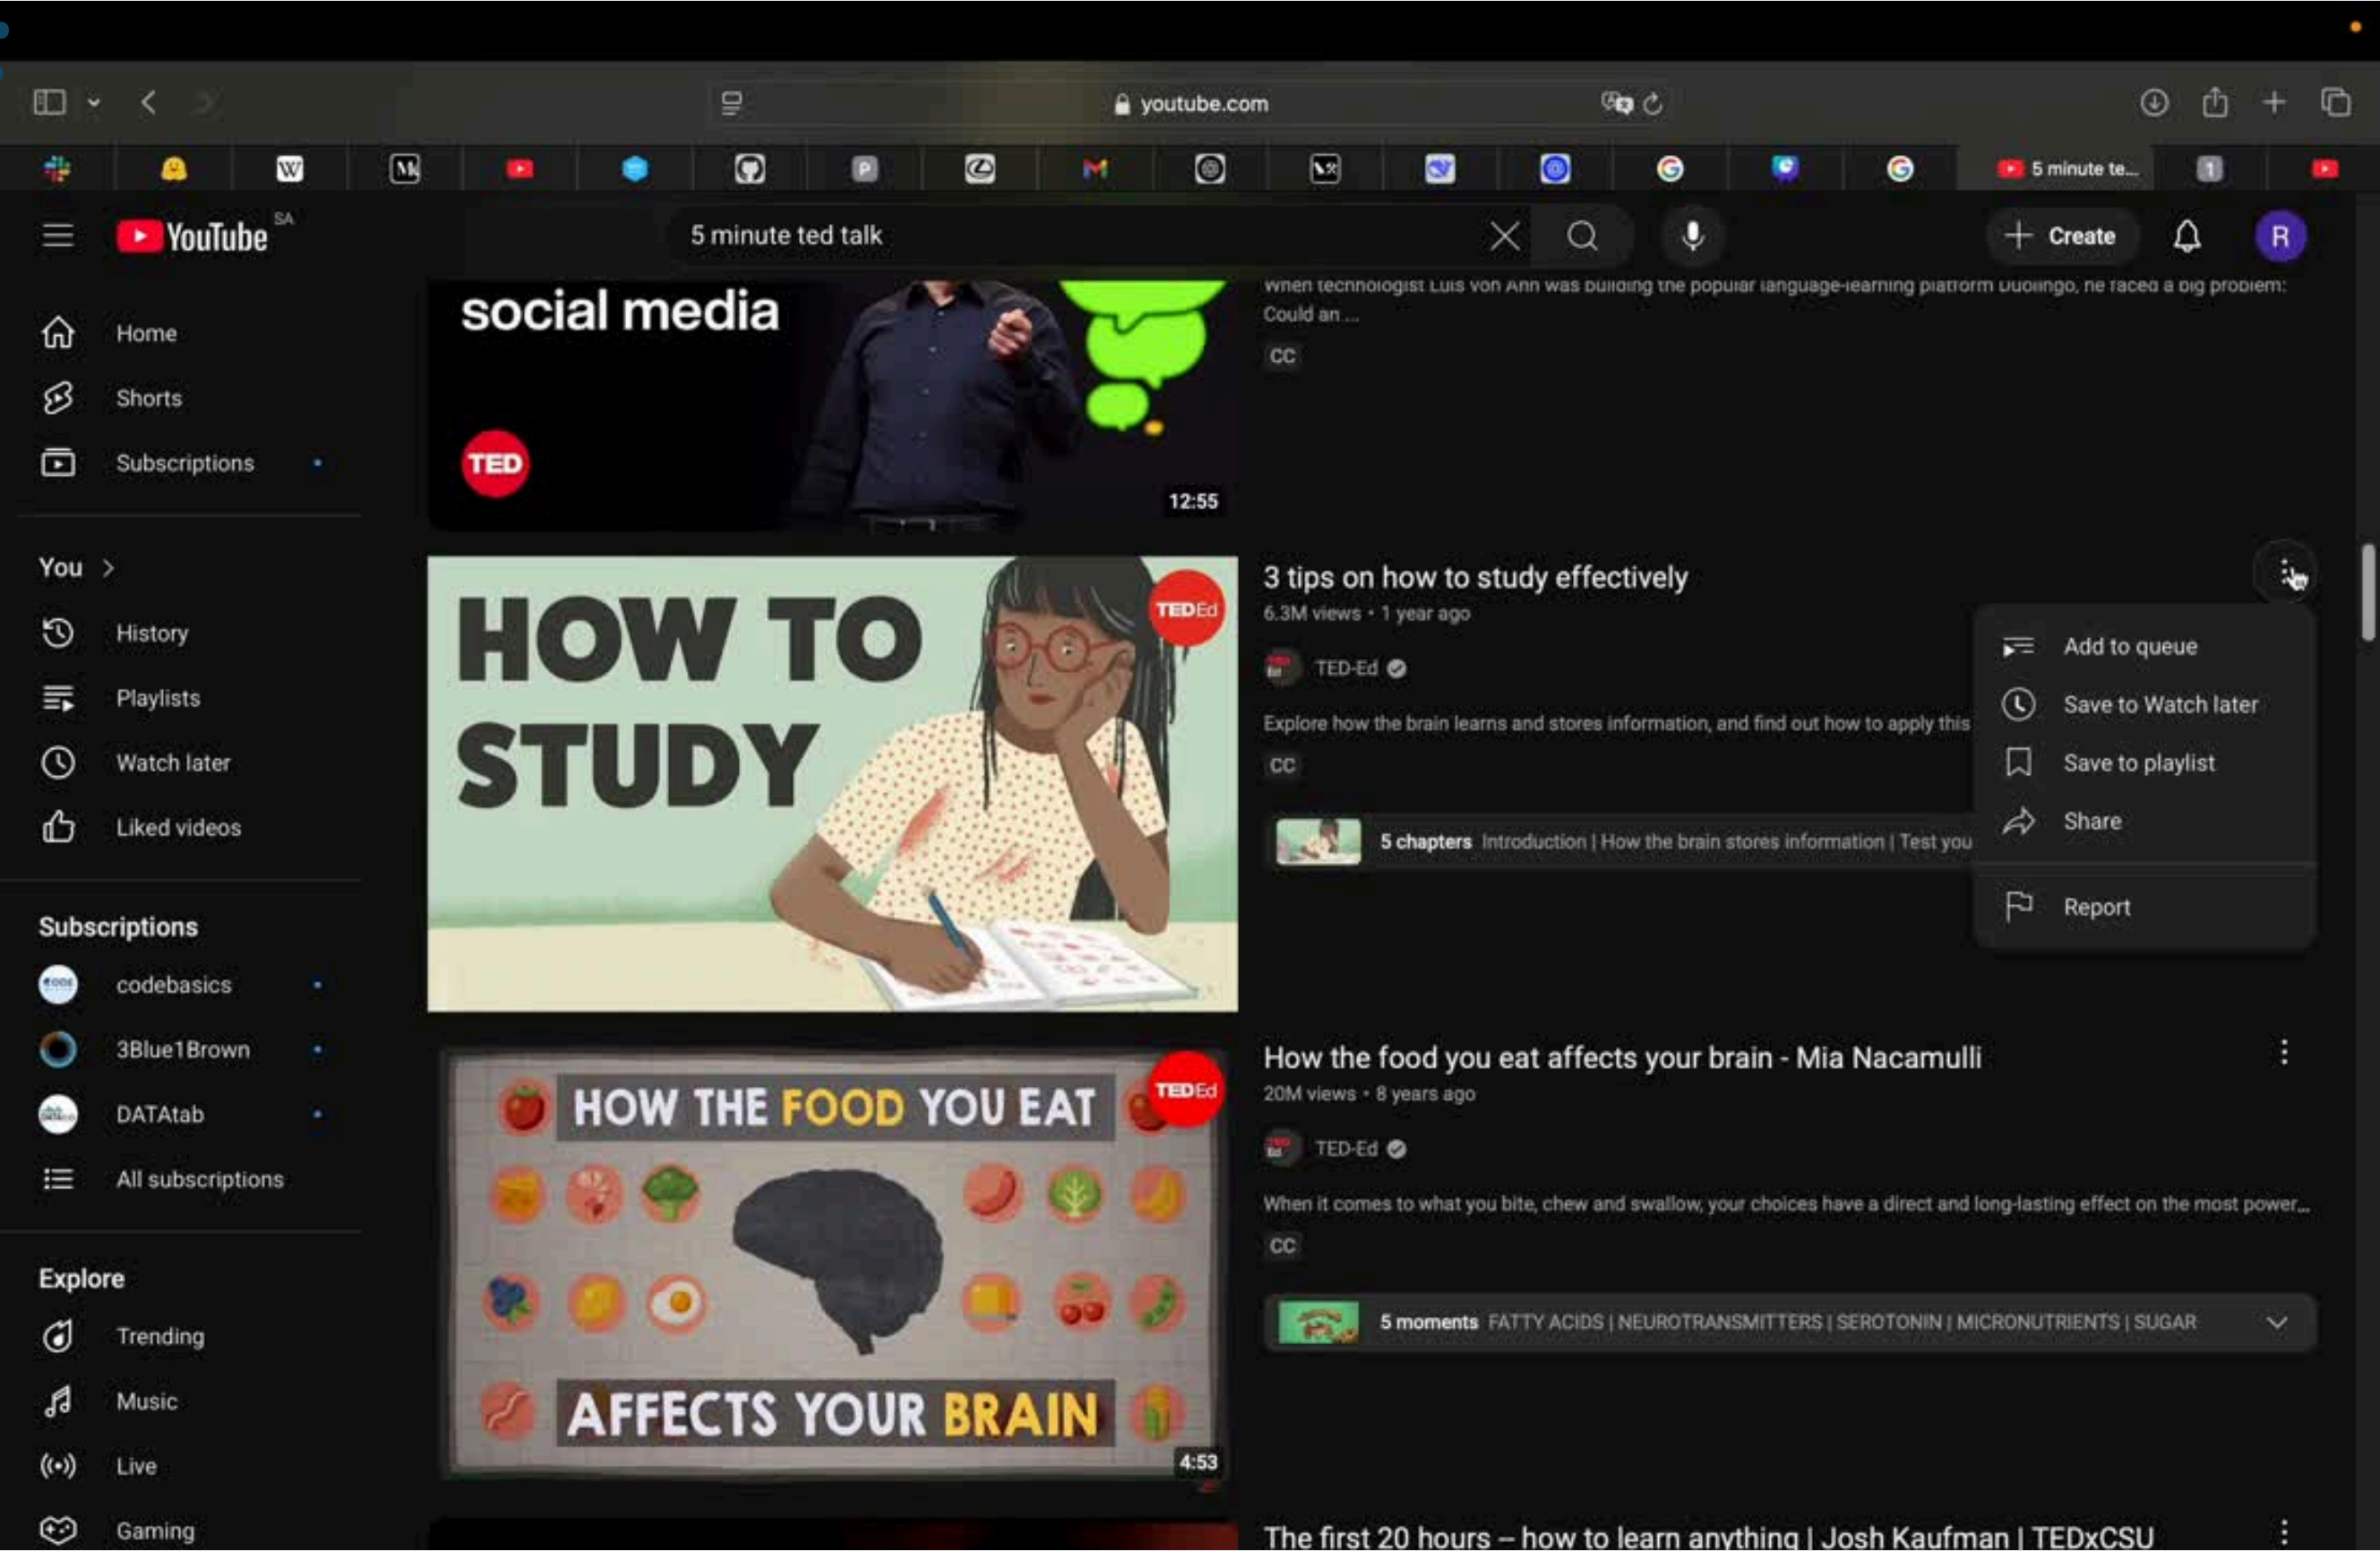 youtube.com
5 minute te...
YouTube SA
5 minute ted talk
Create
R
Home
Shorts
Subscriptions
You
History
Playlists
Watch later
Liked videos
Subscriptions
codebasics
3Blue1Brown
DATAtab
All subscriptions
Explore
Trending
Music
Live
Gaming
social media
TED
12:55
When technologist Luis von Ahn was building the popular language-learning platform Duolingo, he faced a big problem:
Could an ...
CC
HOW TO
STUDY
TEDEd
3 tips on how to study effectively
6.3M views • 1 year ago
TED-Ed
Explore how the brain learns and stores information, and find out how to apply this
CC
5 chapters Introduction | How the brain stores information | Test you
Add to queue
Save to Watch later
Save to playlist
Share
Report
HOW THE FOOD YOU EAT
TEDEd
AFFECTS YOUR BRAIN
4:53
How the food you eat affects your brain - Mia Nacamulli
20M views • 8 years ago
TED-Ed
When it comes to what you bite, chew and swallow, your choices have a direct and long-lasting effect on the most power...
CC
5 moments FATTY ACIDS | NEUROTRANSMITTERS | SEROTONIN | MICRONUTRIENTS | SUGAR
The first 20 hours – how to learn anything | Josh Kaufman | TEDxCSU